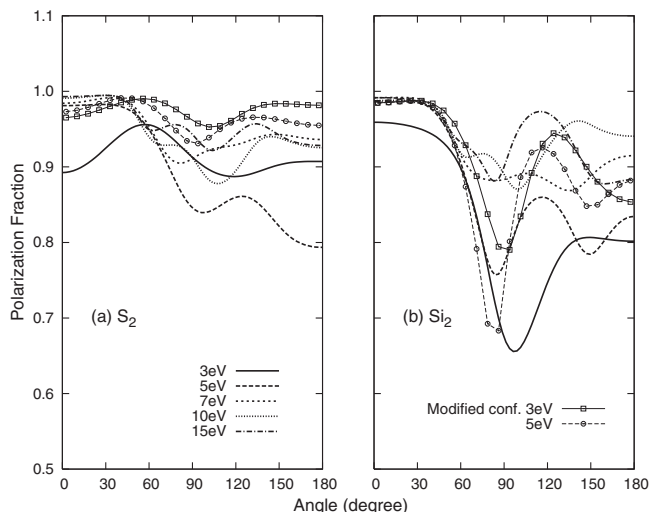 1.1
1.0
0.9
0.8
0.7
0.6
0.5
Polarization Fraction
(a) S2
3eV
5eV
7eV
10eV
15eV
0 30 60 90 120 150 180
(b) Si2
Modified conf. 3eV
5eV
0 30 60 90 120 150 180
Angle (degree)